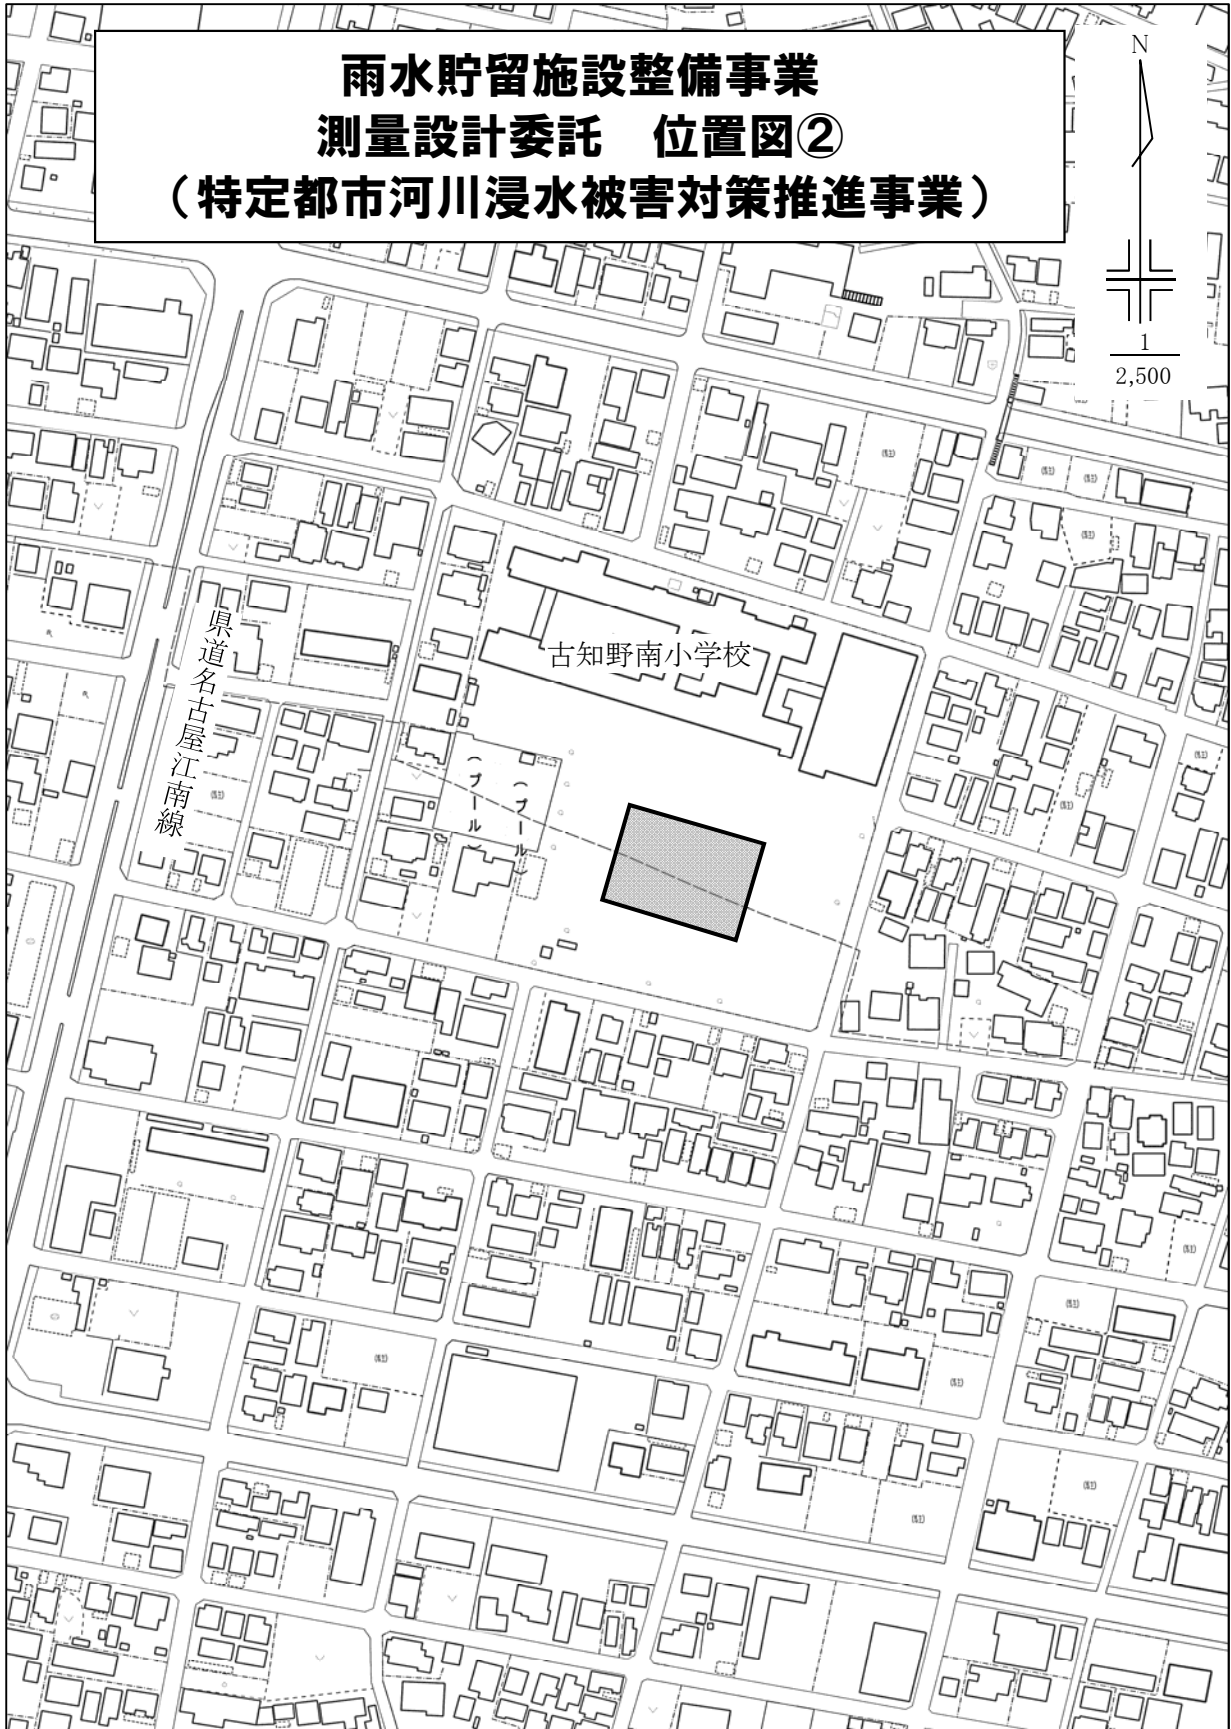 雨水貯留施設整備事業
測量設計委託　位置図②
（特定都市河川浸水被害対策推進事業）
N
1
2,500
古知野南小学校
県道名古屋江南線
（プール）
（プール）